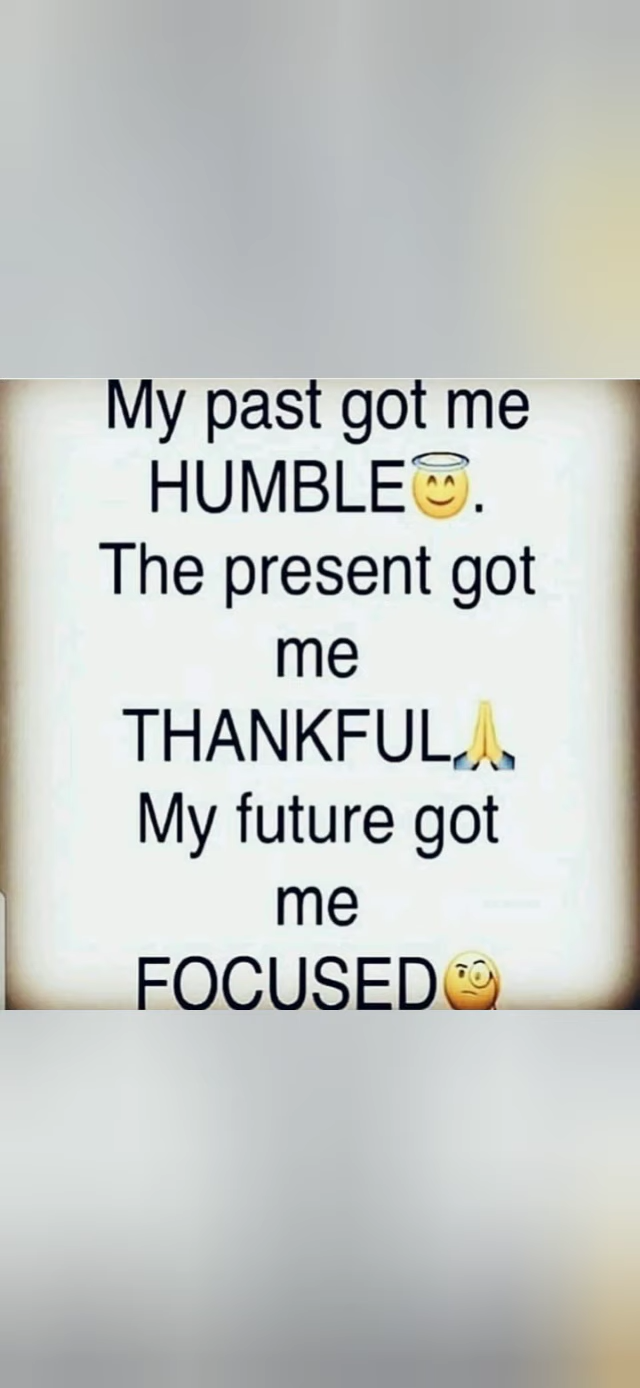 My past got me
HUMBLE😇.
The present got
me
THANKFUL🙏
My future got
me
FOCUSED🧐